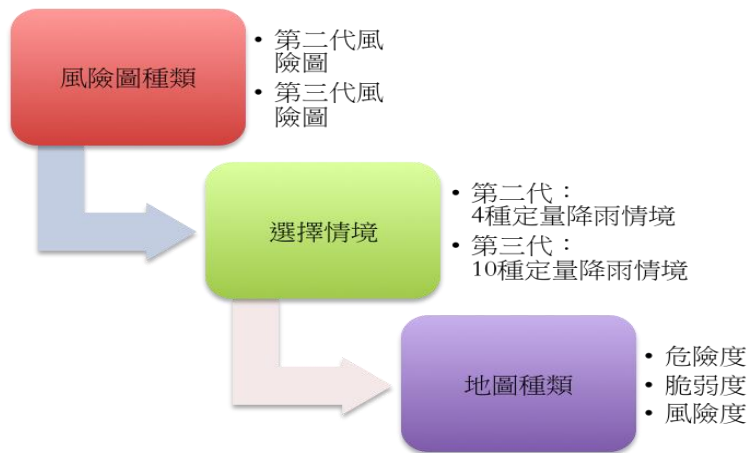 風險圖種類
• 第二代風
險圖
• 第三代風
險圖
選擇情境
• 第二代：
4種定量降雨情境
• 第三代：
10種定量降雨情境
地圖種類
• 危險度
• 脆弱度
• 風險度